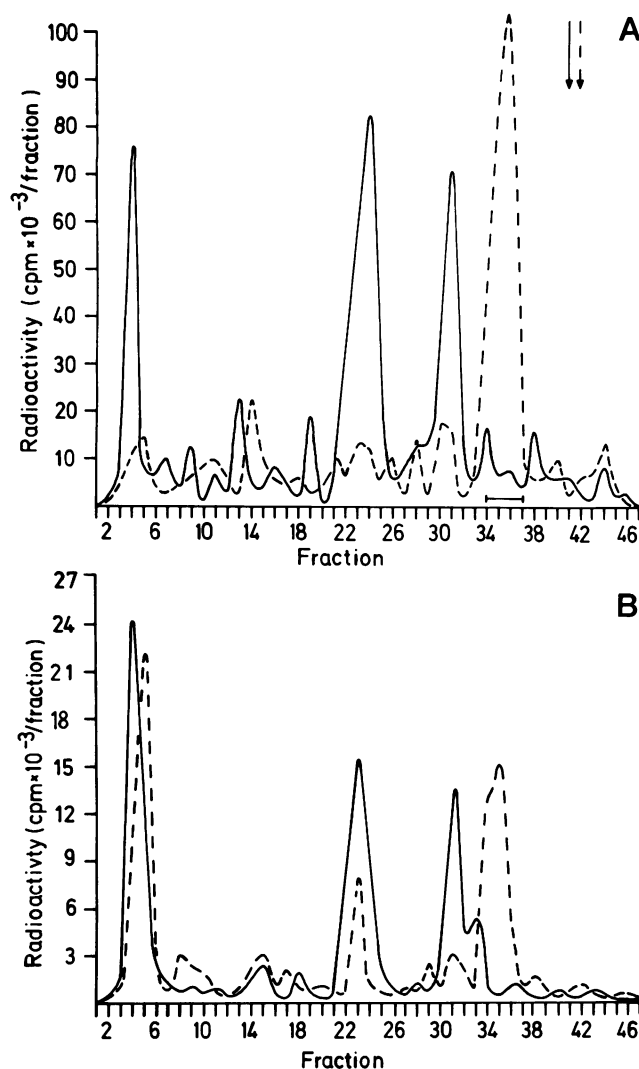 A
100
90
80
70
60
50
40
30
20
10
Radioactivity (cpm×10⁻³/fraction)
2 6 10 14 18 22 26 30 34 38 42 46
Fraction
B
27
24
21
18
15
12
9
6
3
Radioactivty (cpm×10⁻³/fraction)
2 6 10 14 18 23 26 30 34 38 42 46
Fraction